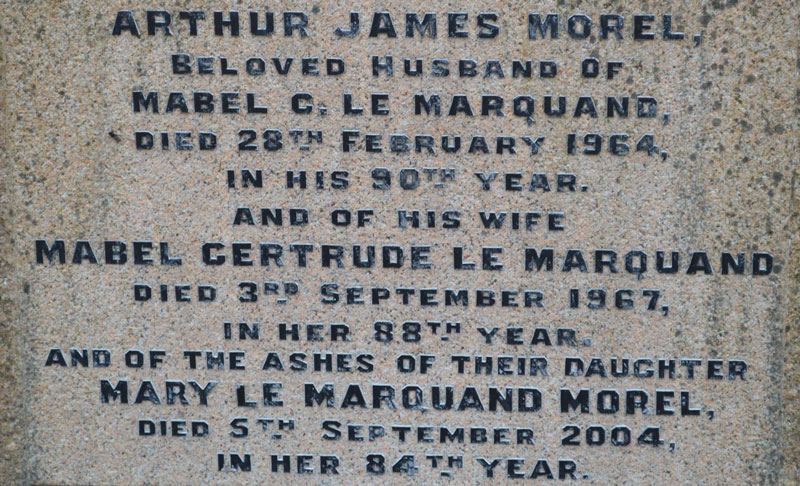 ARTHUR JAMES MOREL,
BELOVED HUSBAND OF
MABEL G. LE MARQUAND,
DIED 28TH FEBRUARY 1964,
IN HIS 90TH YEAR.
AND OF HIS WIFE
MABEL GERTRUDE LE MARQUAND
DIED 3RD SEPTEMBER 1967,
IN HER 88TH YEAR.
AND OF THE ASHES OF THEIR DAUGHTER
MARY LE MARQUAND MOREL,
DIED 5TH SEPTEMBER 2004,
IN HER 84TH YEAR.